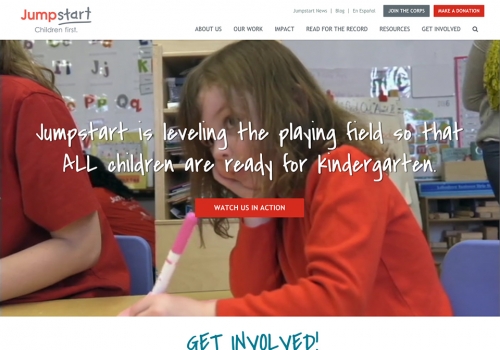 Jumpstart
Children first.
Jumpstart News | Blog | En Español
JOIN THE CORPS
MAKE A DONATION
ABOUT US
OUR WORK
IMPACT
READ FOR THE RECORD
RESOURCES
GET INVOLVED
Jj
Kk
Jumpstart is leveling the playing field so that
ALL children are ready for kindergarten.
WATCH US IN ACTION
GET INVOLVED!